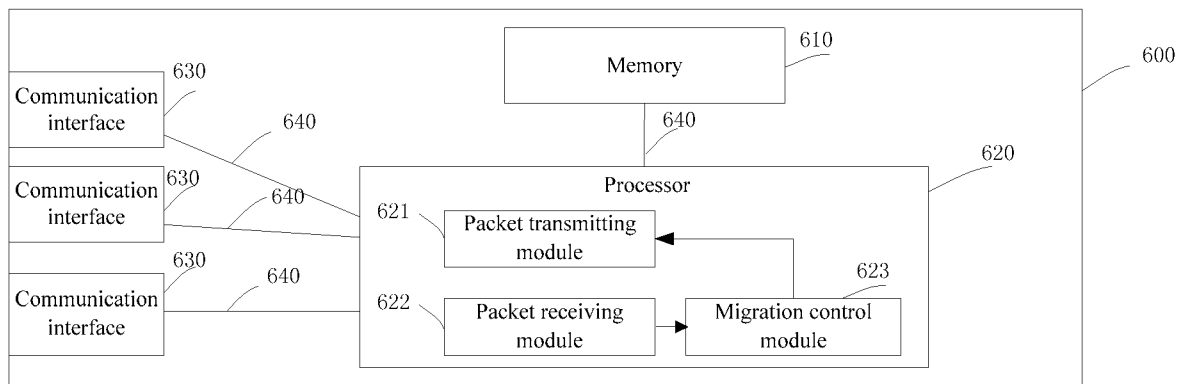 Memory
610
600
Communication
interface
630
640
640
Communication
interface
630
640
Communication
interface
630
640
Processor
620
621
Packet transmitting
module
622
Packet receiving
module
623
Migration control
module